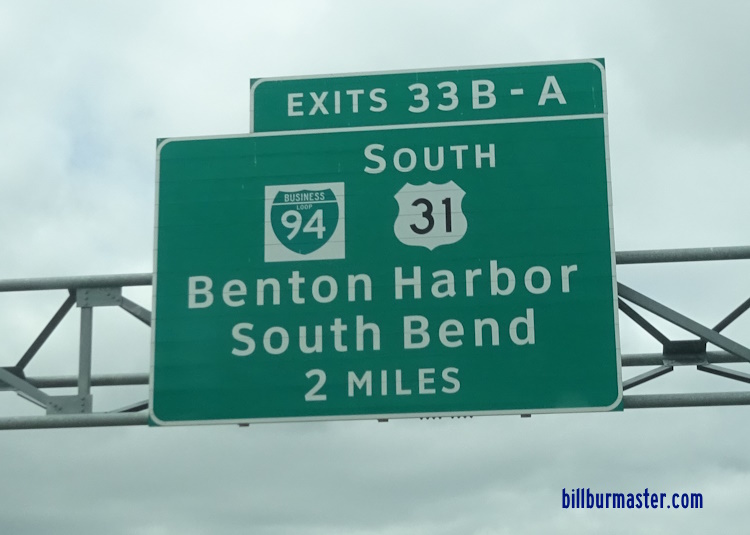 EXITS 33B-A
SOUTH
BUSINESS
LOOP
94
31
Benton Harbor
South Bend
2 MILES
billburmaster.com